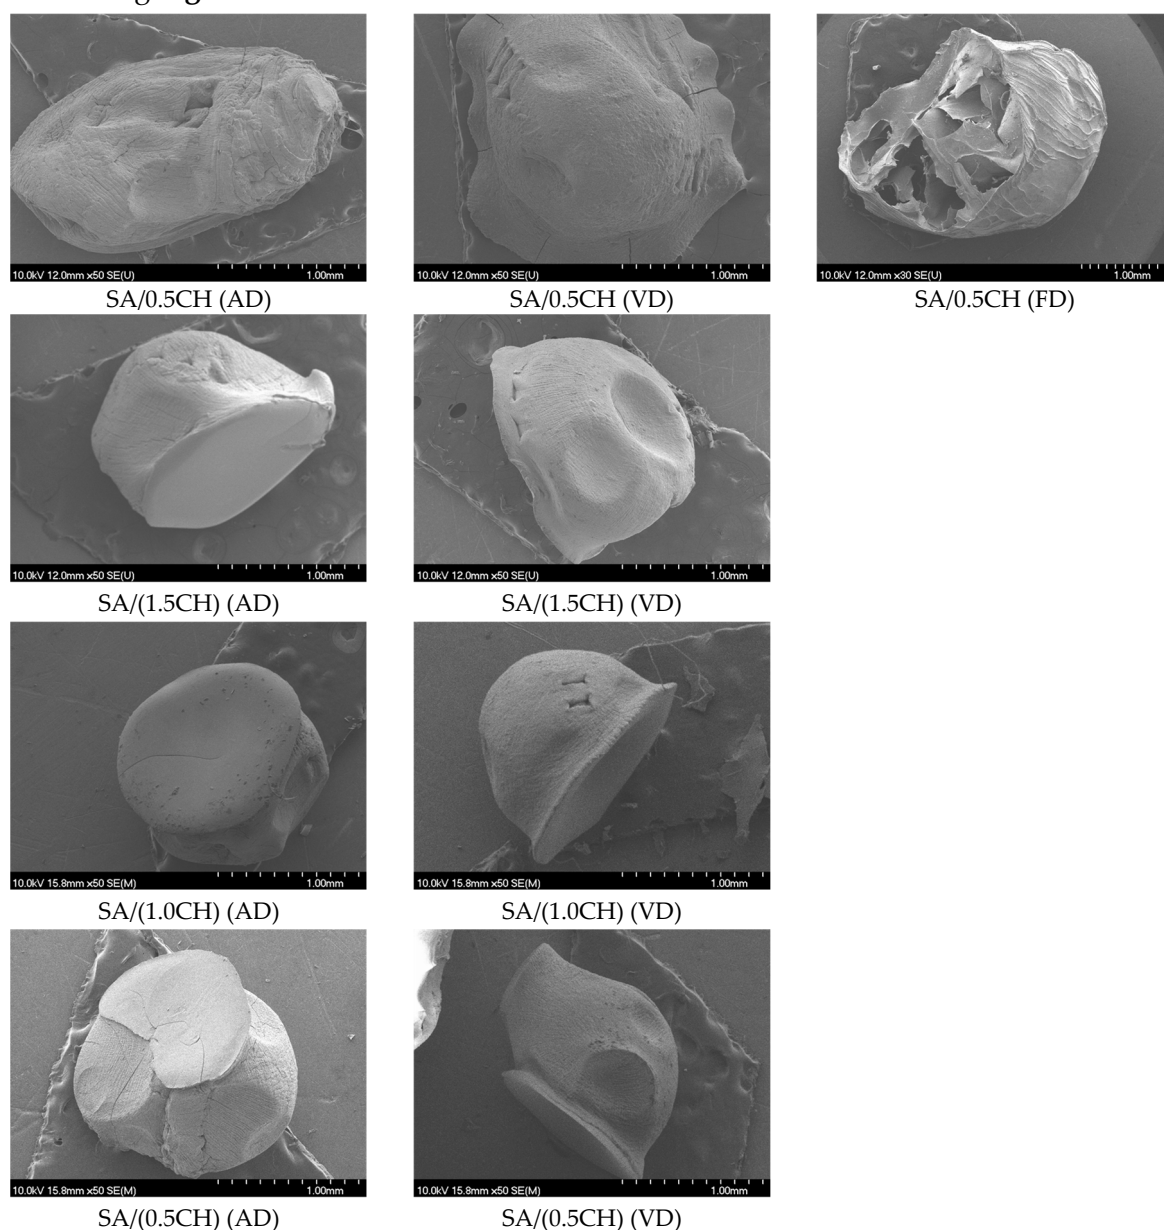 10.0kV 12.0mm x50 SE(U) 1.00mm
10.0kV 12.0mm x50 SE(U) 1.00mm
10.0kV 12.0mm x30 SE(U) 1.00mm
SA/0.5CH (AD)
SA/0.5CH (VD)
SA/0.5CH (FD)
10.0kV 12.0mm x50 SE(U) 1.00mm
10.0kV 12.0mm x50 SE(U) 1.00mm
SA/(1.5CH) (AD)
SA/(1.5CH) (VD)
10.0kV 15.8mm x50 SE(M) 1.00mm
10.0kV 15.8mm x50 SE(M) 1.00mm
SA/(1.0CH) (AD)
SA/(1.0CH) (VD)
10.0kV 15.8mm x50 SE(M) 1.00mm
10.0kV 15.8mm x50 SE(M) 1.00mm
SA/(0.5CH) (AD)
SA/(0.5CH) (VD)